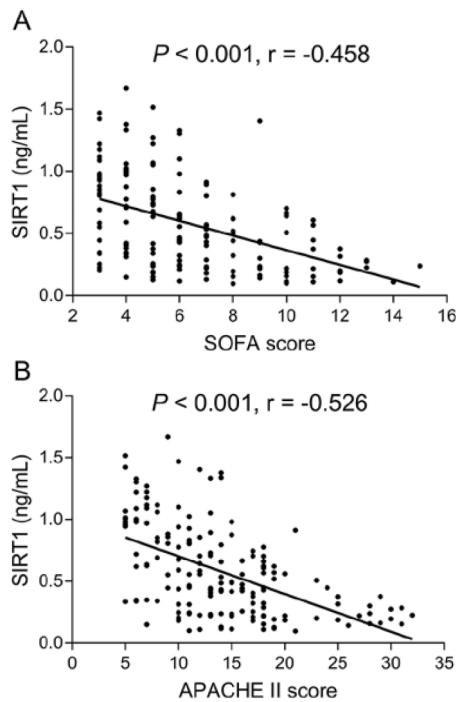 A
P < 0.001, r = -0.458
SIRT1 (ng/mL)
2.0
1.5
1.0
0.5
0.0
2 4 6 8 10 12 14 16
SOFA score
B
P < 0.001, r = -0.526
SIRT1 (ng/mL)
2.0
1.5
1.0
0.5
0.0
0 5 10 15 20 25 30 35
APACHE II score